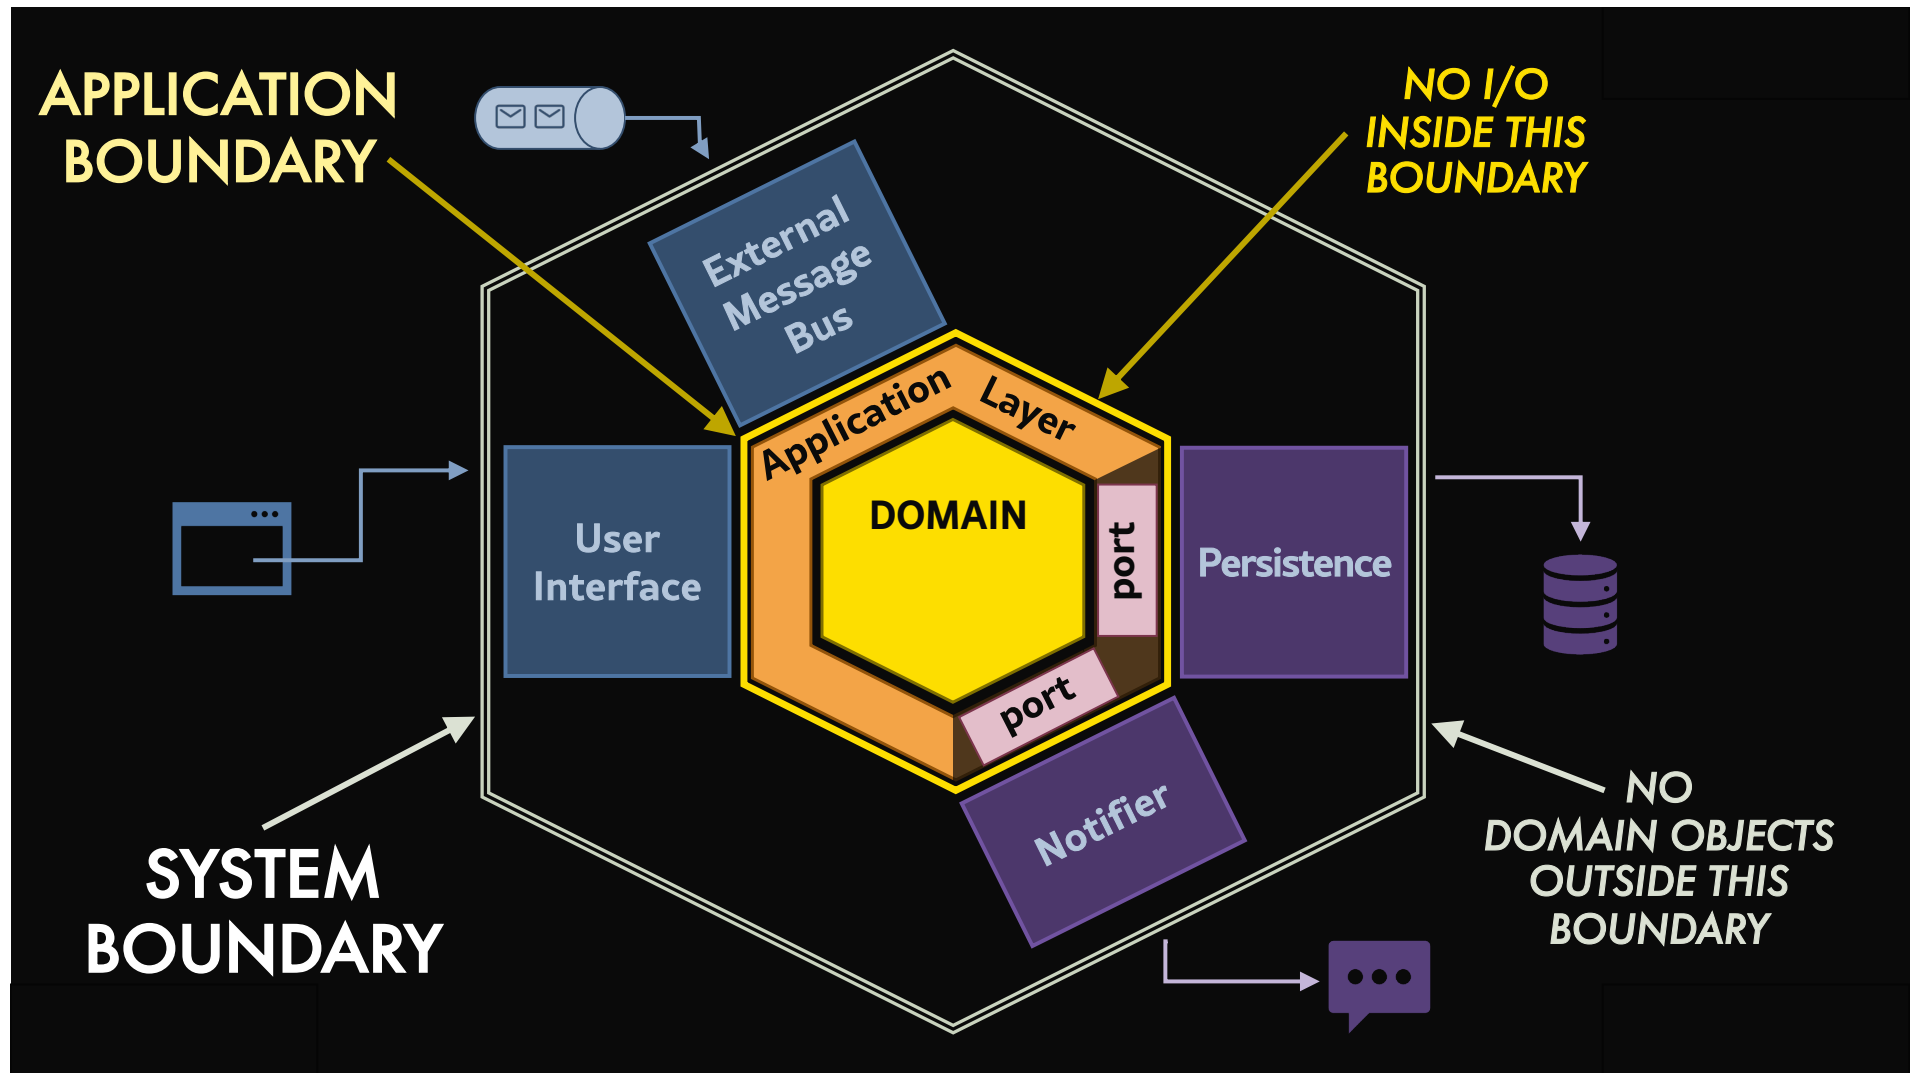 APPLICATION
BOUNDARY
NO I/O
INSIDE THIS
BOUNDARY
External
Message
Bus
Application Layer
DOMAIN
User
Interface
port
Persistence
port
Notifier
SYSTEM
BOUNDARY
NO
DOMAIN OBJECTS
OUTSIDE THIS
BOUNDARY